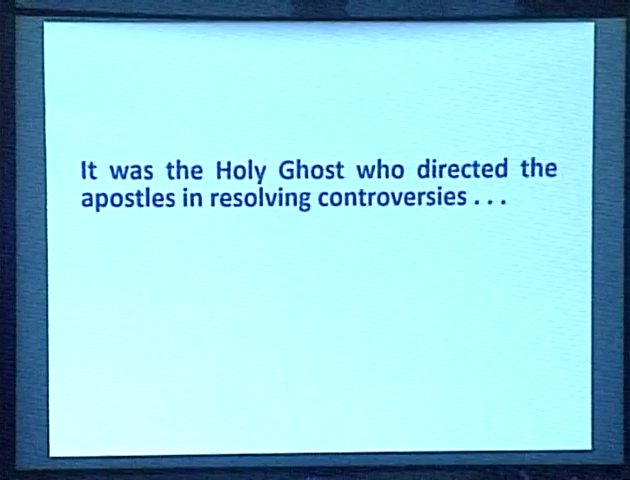 It was the Holy Ghost who directed the
apostles in resolving controversies . . .